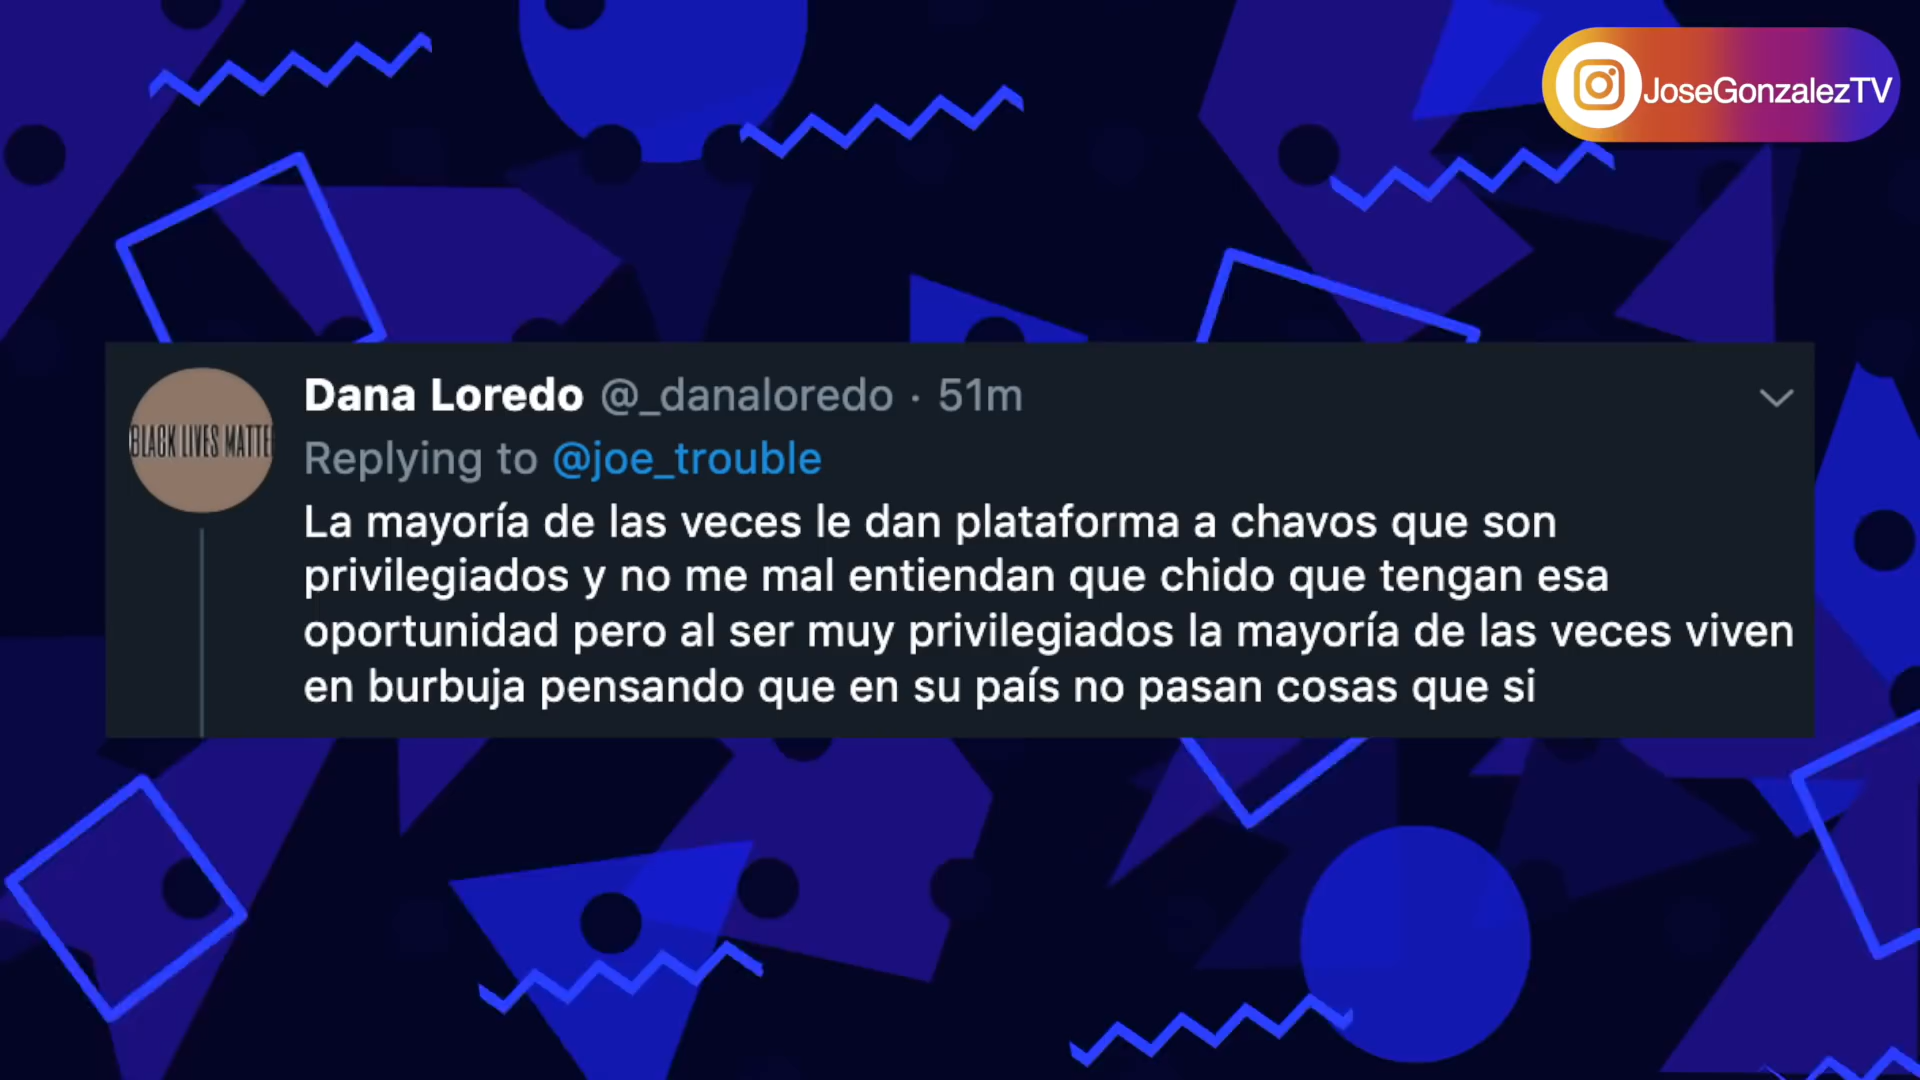 JoseGonzalezTV
Dana Loredo @_danaloredo · 51m
Replying to @joe_trouble
BLACK LIVES MATTE
La mayoría de las veces le dan plataforma a chavos que son
privilegiados y no me mal entiendan que chido que tengan esa
oportunidad pero al ser muy privilegiados la mayoría de las veces viven
en burbuja pensando que en su país no pasan cosas que si